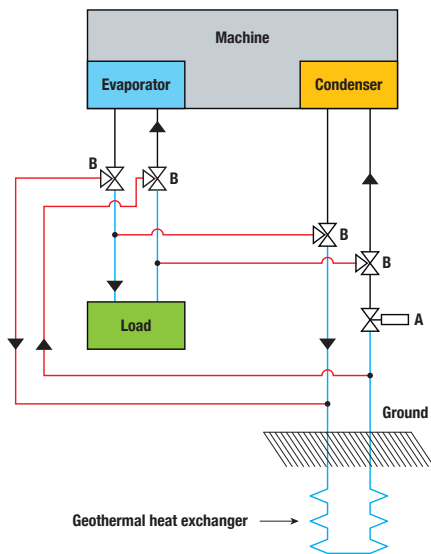 Machine
Evaporator
Condenser
B
B
B
B
A
Load
Ground
Geothermal heat exchanger